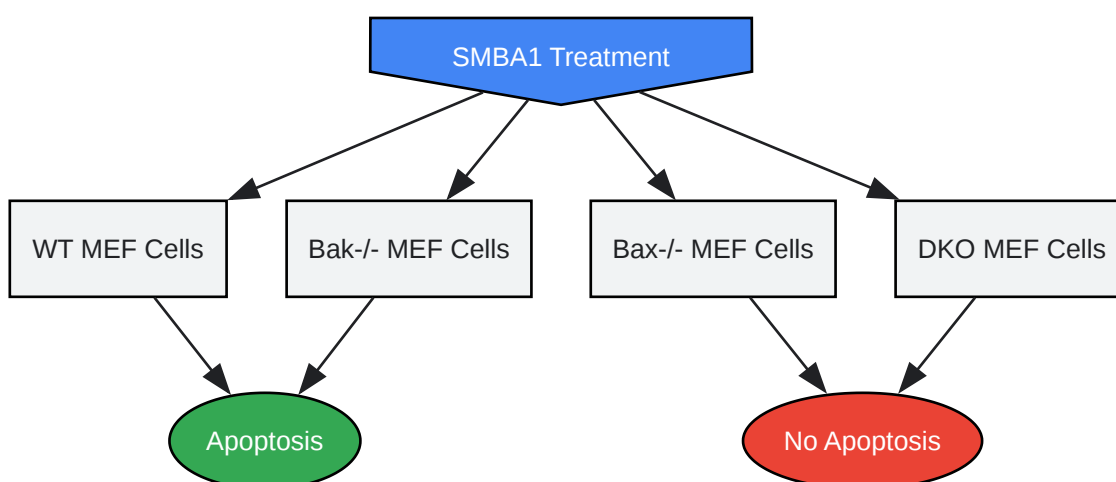 SMBA1 Treatment
WT MEF Cells
Bak-/- MEF Cells
Bax-/- MEF Cells
DKO MEF Cells
Apoptosis
No Apoptosis